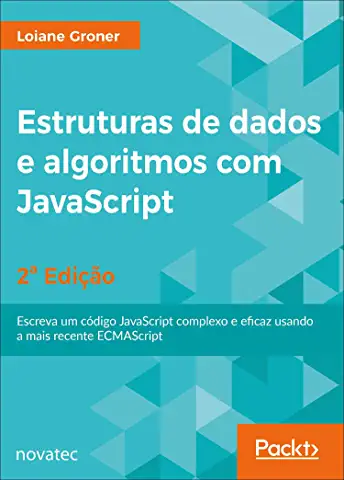 Loiane Groner
Estruturas de dados
e algoritmos com
JavaScript
2ª Edição
Escreva um código JavaScript complexo e eficaz usando
a mais recente ECMAScript
novatec
Packt>